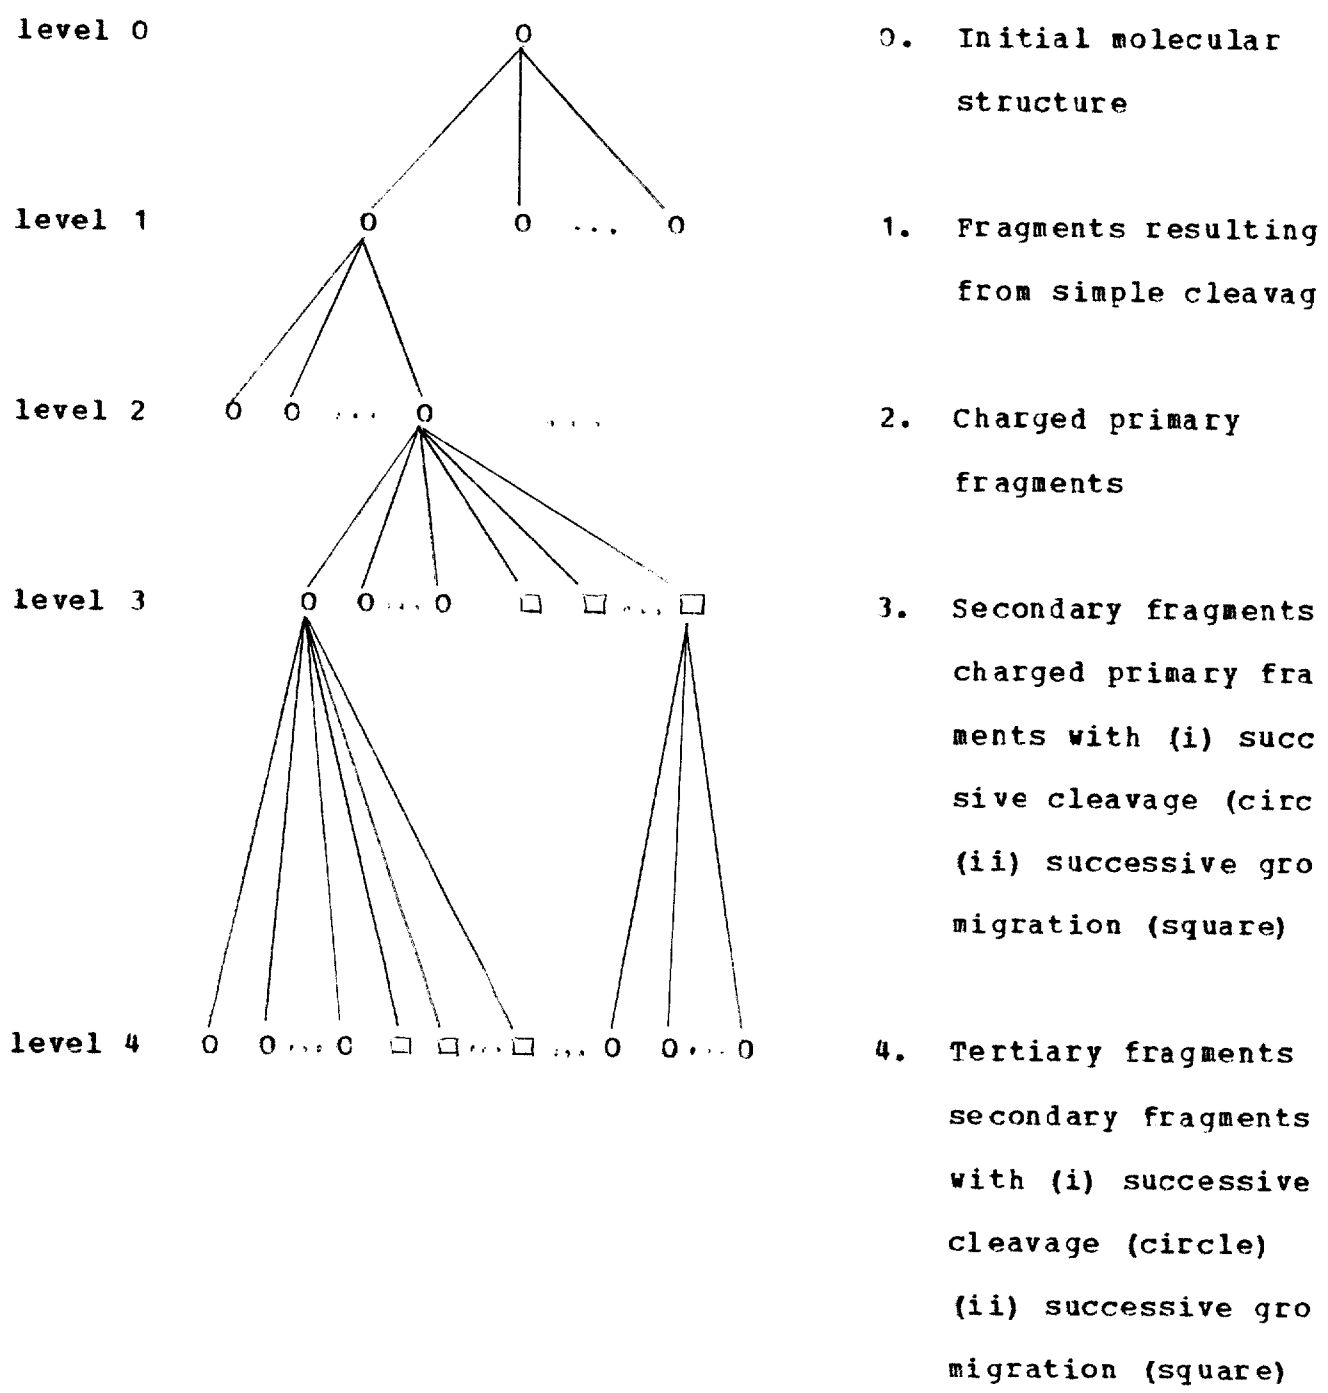 level 0
0. Initial molecular
structure
level 1
1. Fragments resulting
from simple cleavag
level 2
2. Charged primary
fragments
level 3
3. Secondary fragments
charged primary fra
ments with (i) succ
sive cleavage (circ
(ii) successive gro
migration (square)
level 4
4. Tertiary fragments
secondary fragments
with (i) successive
cleavage (circle)
(ii) successive gro
migration (square)